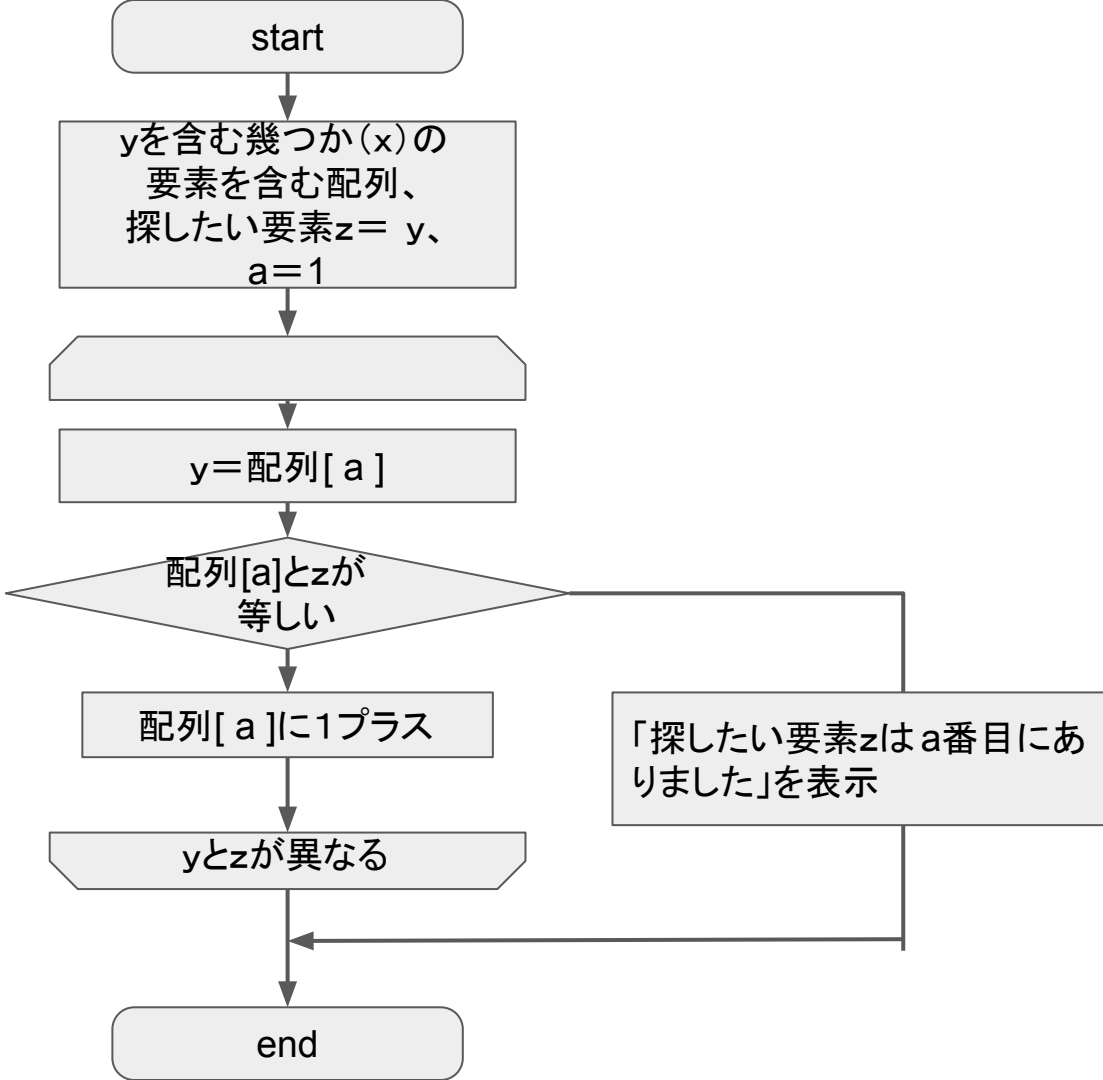 start
yを含む幾つか（x）の
要素を含む配列、
探したい要素z＝ y、
a＝1
y＝配列[ a ]
配列[a]とzが
等しい
配列[ a ]に１プラス
「探したい要素zは a番目にあ
りました」を表示
yとzが異なる
end